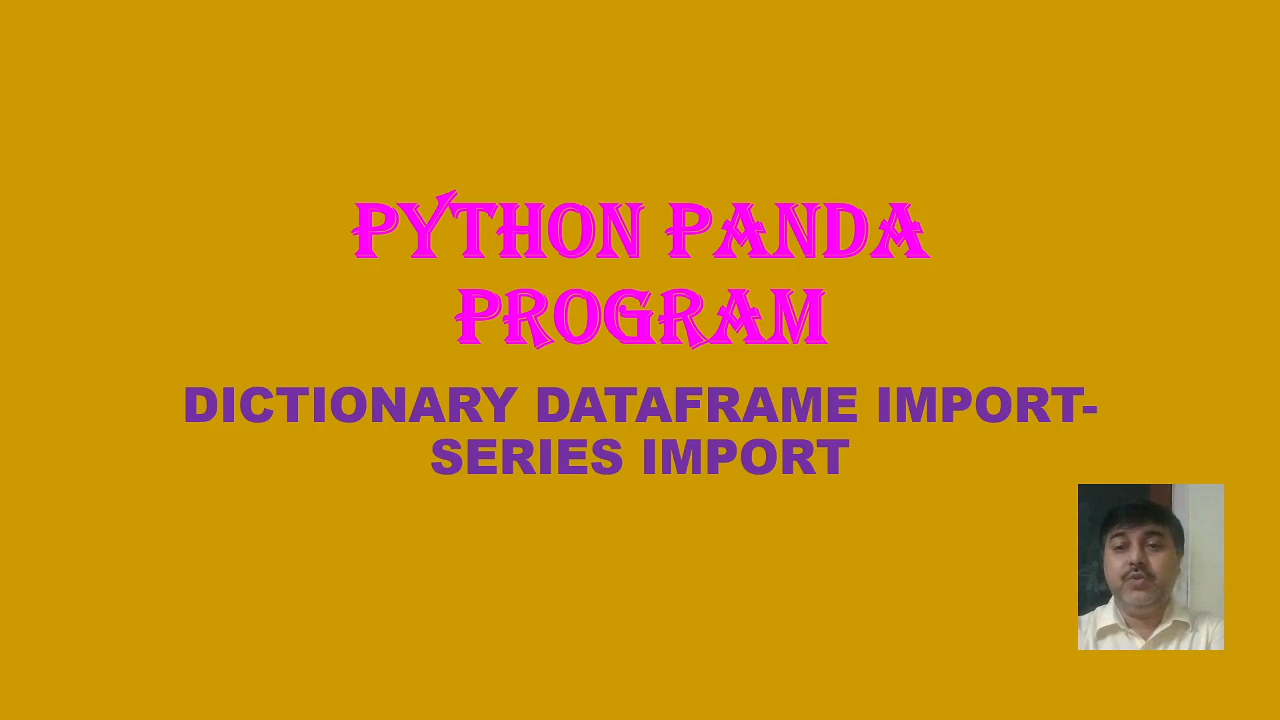 PYTHON PANDA
PROGRAM
DICTIONARY DATAFRAME IMPORT-
SERIES IMPORT